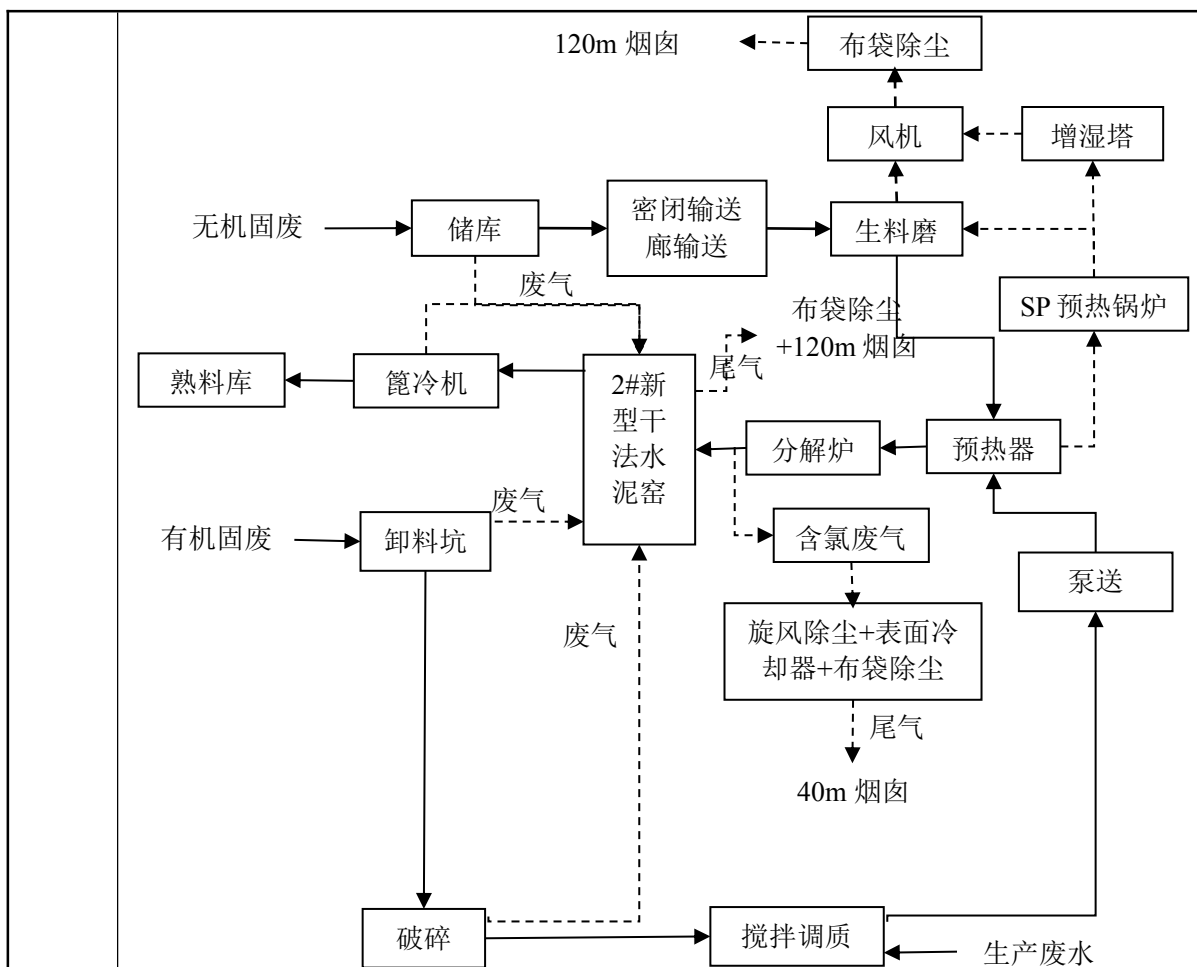 120m 烟囱
布袋除尘
风机
增湿塔
无机固废
储库
密闭输送
廊输送
生料磨
废气
SP 预热锅炉
布袋除尘
+120m 烟囱
尾气
熟料库
篦冷机
2#新
型干
法水
泥窑
分解炉
预热器
废气
有机固废
卸料坑
含氯废气
泵送
废气
旋风除尘+表面冷
却器+布袋除尘
尾气
40m 烟囱
破碎
搅拌调质
生产废水